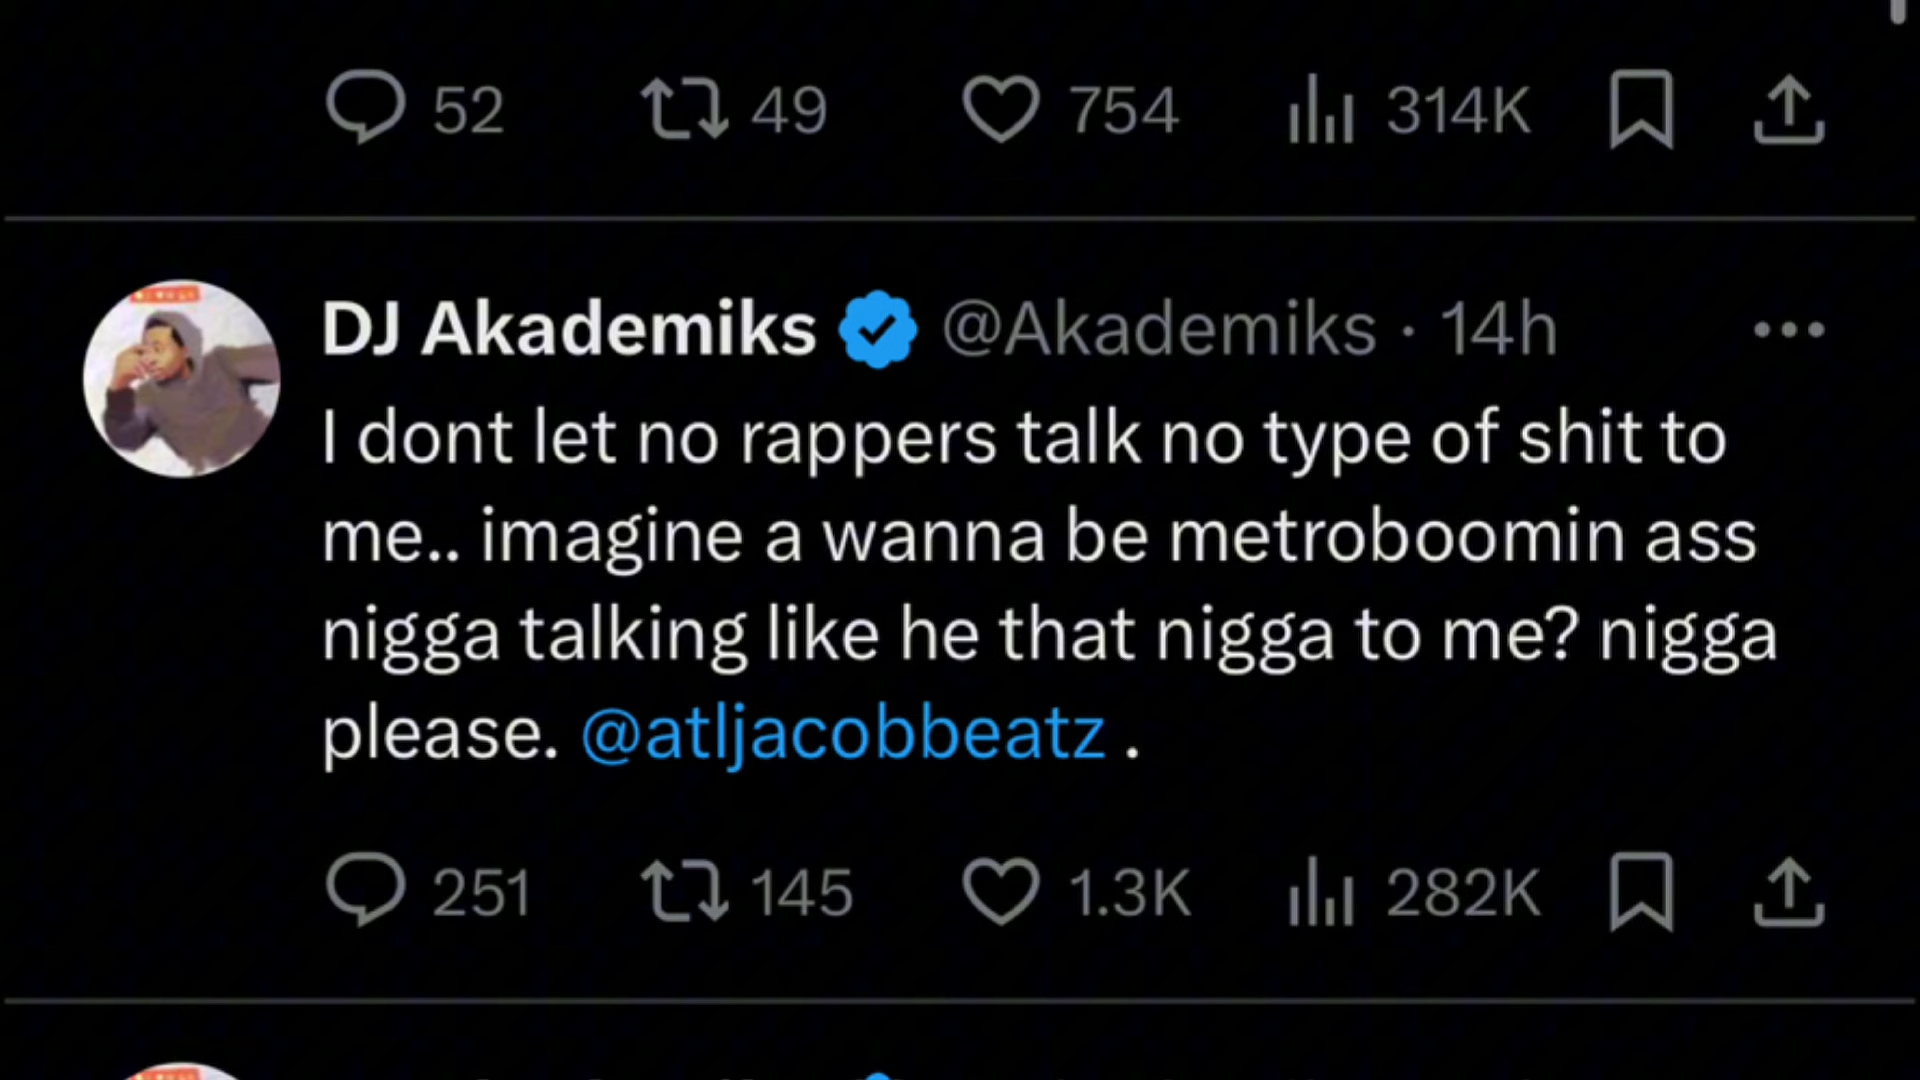 52 49 754 314K
DJ Akademiks @Akademiks · 14h
I dont let no rappers talk no type of shit to
me.. imagine a wanna be metroboomin ass
nigga talking like he that nigga to me? nigga
please. @atljacobbeatz .
251 145 1.3K 282K